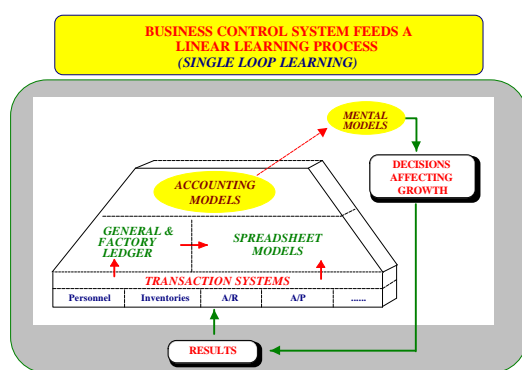 BUSINESS CONTROL SYSTEM FEEDS A
LINEAR LEARNING PROCESS
(SINGLE LOOP LEARNING)
MENTAL
MODELS
DECISIONS
AFFECTING
GROWTH
ACCOUNTING
MODELS
GENERAL &
FACTORY
LEDGER
SPREADSHEET
MODELS
TRANSACTION SYSTEMS
Personnel Inventories A/R A/P ......
RESULTS